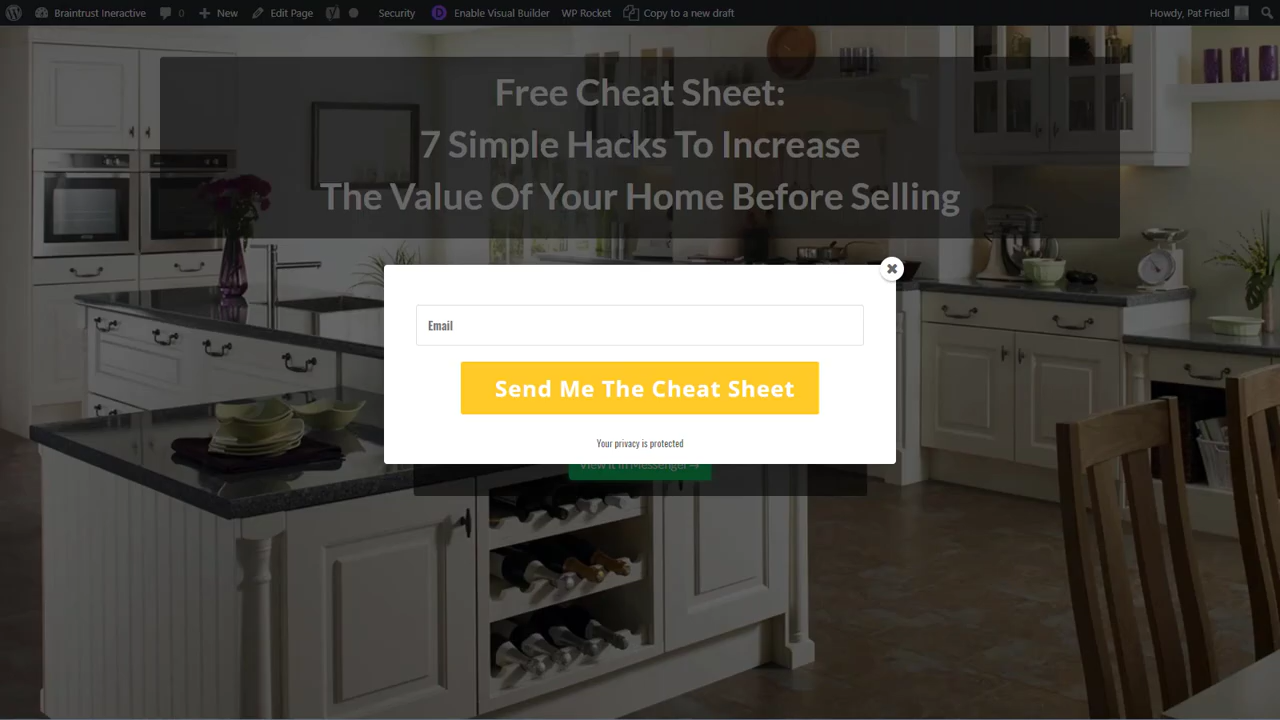 Braintrust Ineractive 0 New Edit Page Security Enable Visual Builder WP Rocket Copy to a new draft Howdy, Pat Friedl
Free Cheat Sheet:
7 Simple Hacks To Increase
The Value Of Your Home Before Selling
Email
Send Me The Cheat Sheet
Your privacy is protected
View it in Messenger →